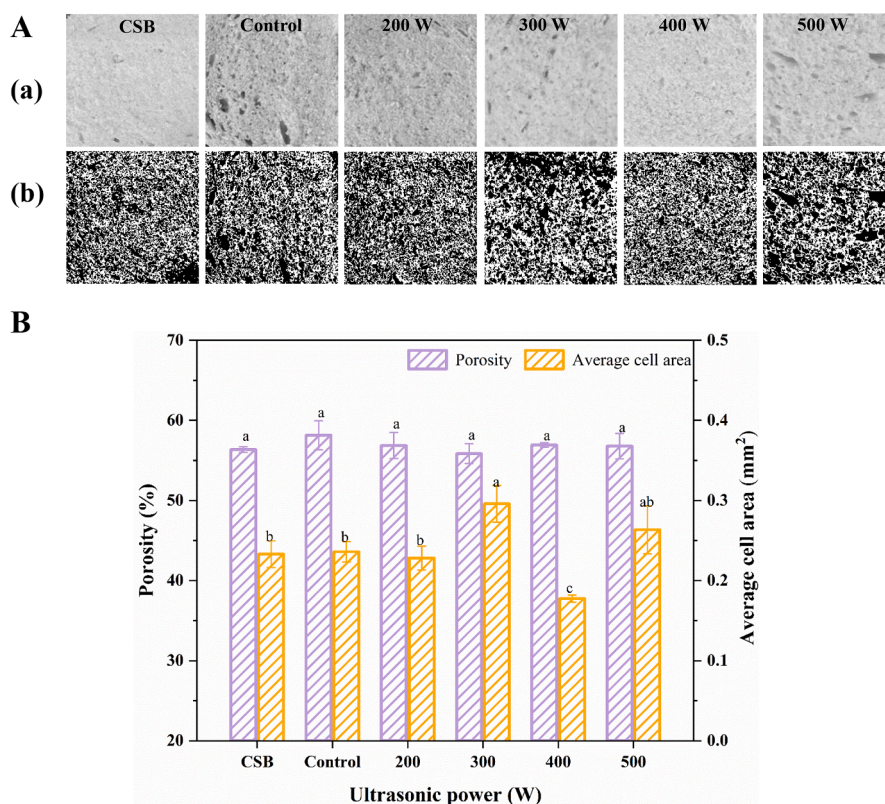 A
CSB Control 200 W 300 W 400 W 500 W
(a)
(b)
B
70 0.5
Porosity Average cell area
60 0.4
50 0.3
40 0.2
30 0.1
20 0.0
a a a a a a
b b b a c ab
Porosity (%)
Average cell area (mm²)
CSB Control 200 300 400 500
Ultrasonic power (W)